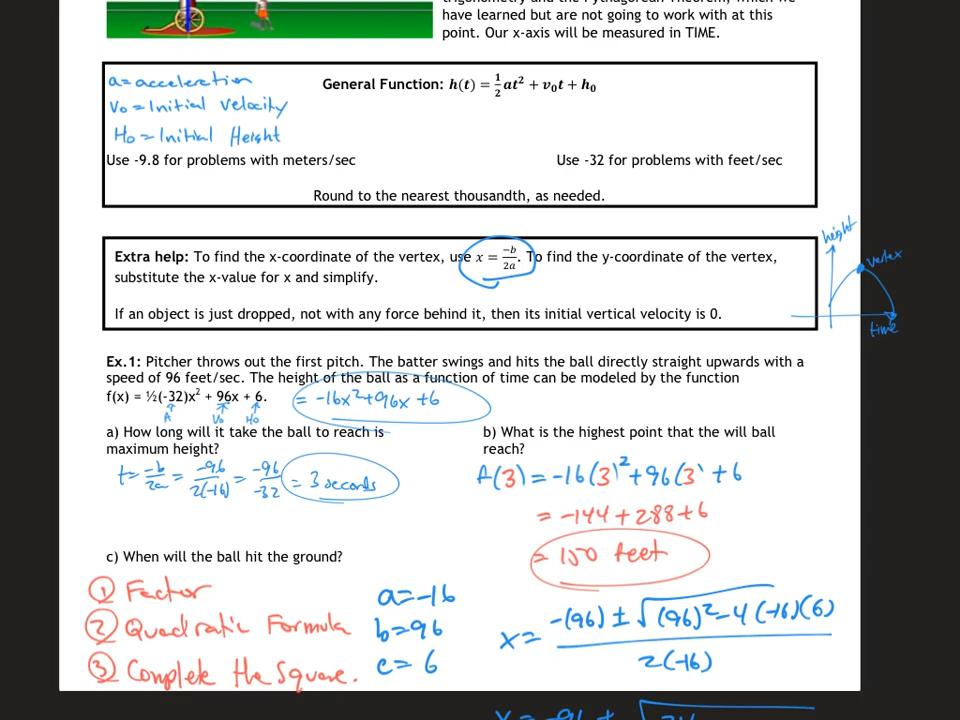 trigonometry and the Pythagorean Theorem, which we
have learned but are not going to work with at this
point. Our x-axis will be measured in TIME.
a = acceleration
General Function: h(t) = ½at² + v₀t + h₀
V₀ = Initial Velocity
H₀ = Initial Height
Use -9.8 for problems with meters/sec
Use -32 for problems with feet/sec
Round to the nearest thousandth, as needed.
height
vertex
time
Extra help: To find the x-coordinate of the vertex, use x = -b/2a. To find the y-coordinate of the vertex,
substitute the x-value for x and simplify.
If an object is just dropped, not with any force behind it, then its initial vertical velocity is 0.
Ex.1: Pitcher throws out the first pitch. The batter swings and hits the ball directly straight upwards with a
speed of 96 feet/sec. The height of the ball as a function of time can be modeled by the function
f(x) = ½(-32)x² + 96x + 6. = -16x² + 96x + 6
A V₀ H₀
a) How long will it take the ball to reach is
maximum height?
t = -b/2a = -96/2(-16) = -96/-32 = 3 seconds
b) What is the highest point that the will ball
reach?
f(3) = -16(3)² + 96(3) + 6
= -144 + 288 + 6
= 150 feet
c) When will the ball hit the ground?
① Factor
② Quadratic Formula
③ Complete the Square.
a = -16
b = 96
c = 6
x = -(96) ± √(96)² - 4(-16)(6) / 2(-16)